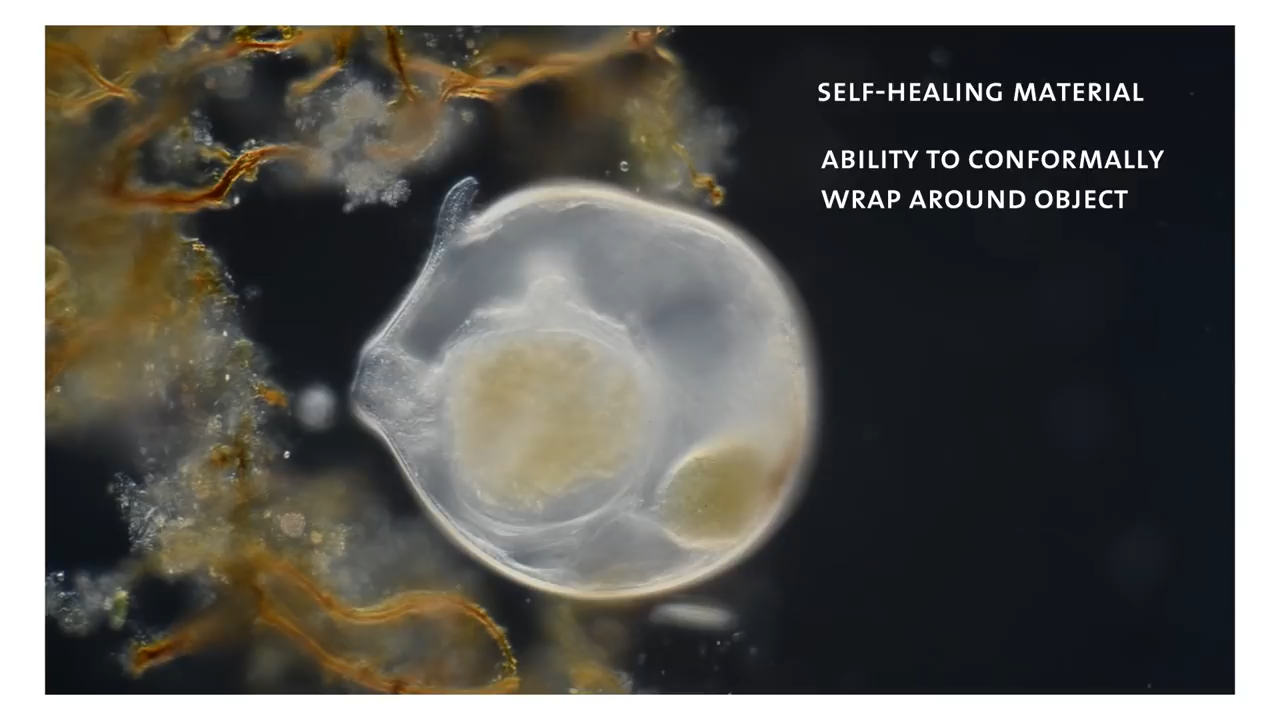 SELF-HEALING MATERIAL
ABILITY TO CONFORMALLY
WRAP AROUND OBJECT